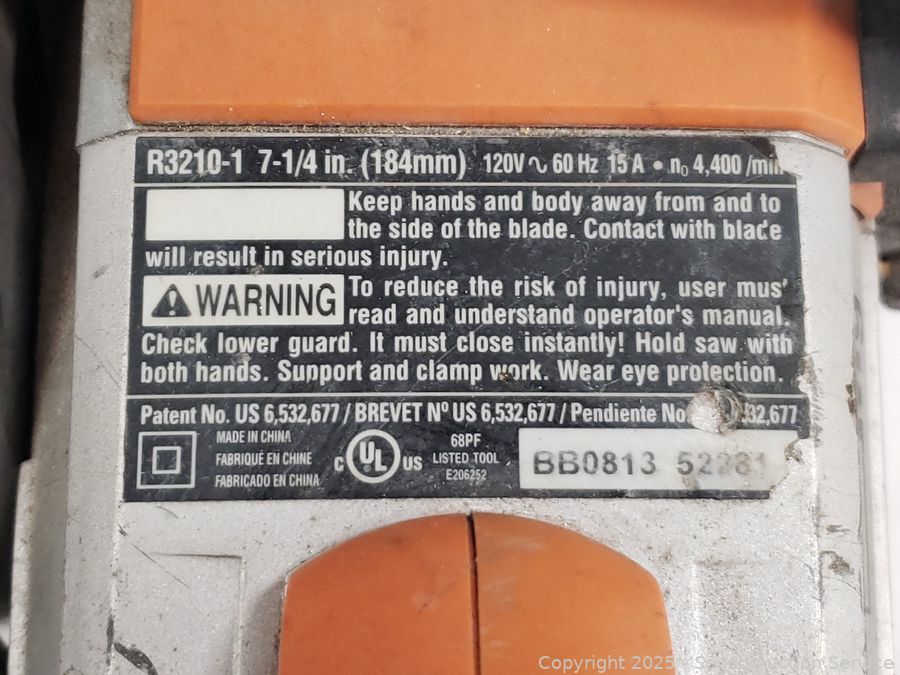 R3210-1 7-1/4 in. (184mm) 120V ∿ 60 Hz 15 A • n₀ 4,400 /min
Keep hands and body away from and to
the side of the blade. Contact with blade
will result in serious injury.
⚠ WARNING To reduce the risk of injury, user mus
read and understand operator's manual.
Check lower guard. It must close instantly! Hold saw with
both hands. Support and clamp work. Wear eye protection.
Patent No. US 6,532,677 / BREVET Nº US 6,532,677 / Pendiente No 32,677
MADE IN CHINA
FABRIQUÉ EN CHINE
FABRICADO EN CHINA
C UL US
68PF
LISTED TOOL
E206252
BB0813
Copyright 2025 Service